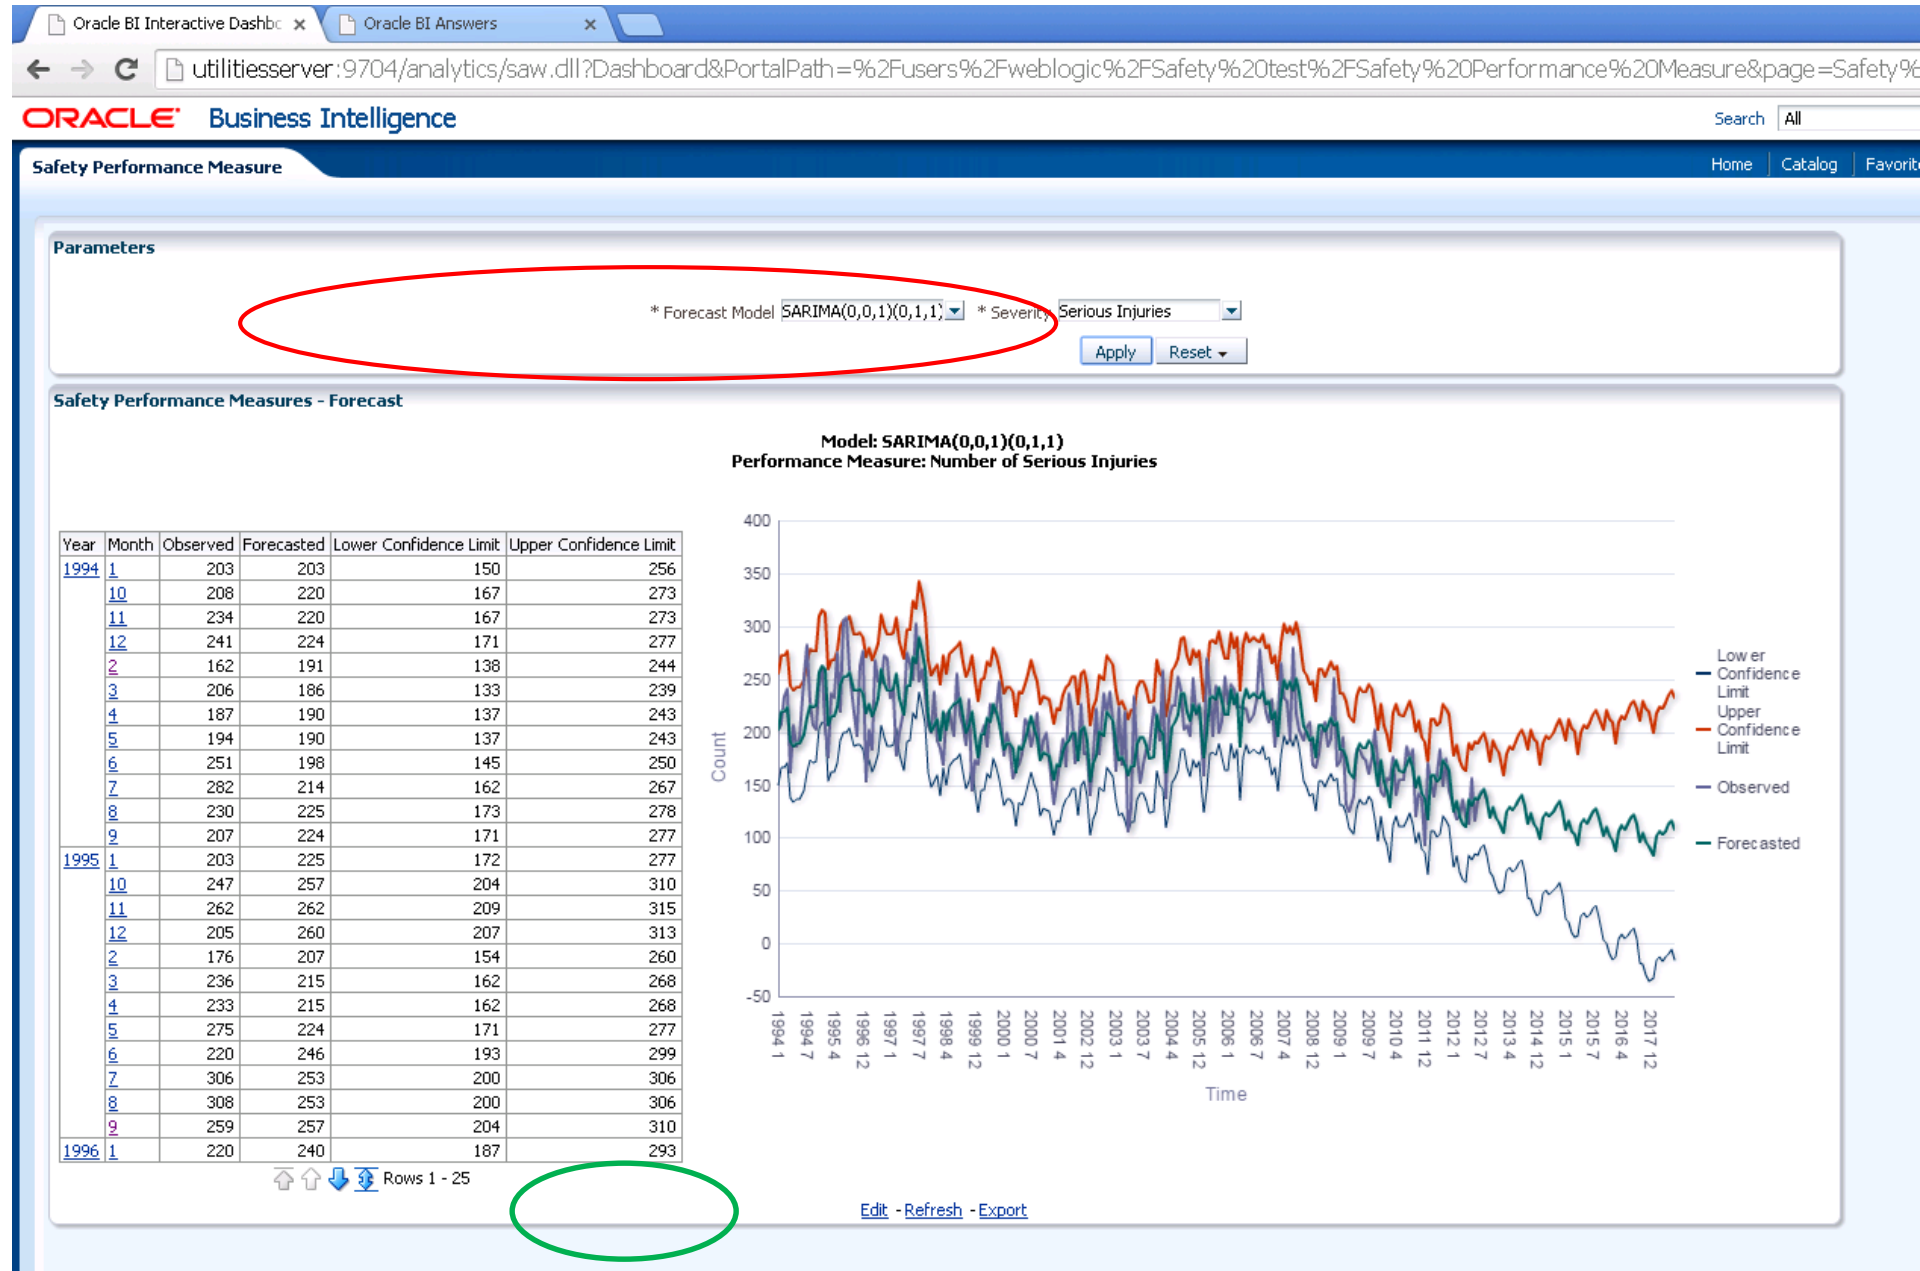 Oracle BI Interactive Dashbc
Oracle BI Answers
utilitiesserver:9704/analytics/saw.dll?Dashboard&PortalPath=%2Fusers%2Fweblogic%2FSafety%20test%2FSafety%20Performance%20Measure&page=Safety%
ORACLE Business Intelligence
Search All
Safety Performance Measure
Home Catalog Favorite
Parameters
* Forecast Model SARIMA(0,0,1)(0,1,1) * Severity Serious Injuries
Apply Reset
Safety Performance Measures - Forecast
Model: SARIMA(0,0,1)(0,1,1)
Performance Measure: Number of Serious Injuries
Year Month Observed Forecasted Lower Confidence Limit Upper Confidence Limit
1994 1 203 203 150 256
10 208 220 167 273
11 234 220 167 273
12 241 224 171 277
2 162 191 138 244
3 206 186 133 239
4 187 190 137 243
5 194 190 137 243
6 251 198 145 250
7 282 214 162 267
8 230 225 173 278
9 207 224 171 277
1995 1 203 225 172 277
10 247 257 204 310
11 262 262 209 315
12 205 260 207 313
2 176 207 154 260
3 236 215 162 268
4 233 215 162 268
5 275 224 171 277
6 220 246 193 299
7 306 253 200 306
8 308 253 200 306
9 259 257 204 310
1996 1 220 240 187 293
Rows 1 - 25
400
350
300
250
200
150
100
50
0
-50
Count
1994 1
1994 7
1995 4
1996 12
1997 1
1997 7
1998 4
1999 12
2000 1
2000 7
2001 4
2002 12
2003 1
2003 7
2004 4
2005 12
2006 1
2006 7
2007 4
2008 12
2009 1
2009 7
2010 4
2011 12
2012 1
2012 7
2013 4
2014 12
2015 1
2015 7
2016 4
2017 12
Time
Lower
Confidence
Limit
Upper
Confidence
Limit
Observed
Forecasted
Edit - Refresh - Export